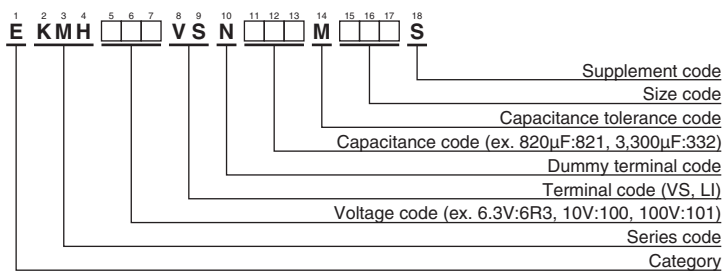 1 2 3 4 5 6 7 8 9 10 11 12 13 14 15 16 17 18
E KMH □□□ VS N □□□ M □□□ S
Supplement code
Size code
Capacitance tolerance code
Capacitance code (ex. 820μF:821, 3,300μF:332)
Dummy terminal code
Terminal code (VS, LI)
Voltage code (ex. 6.3V:6R3, 10V:100, 100V:101)
Series code
Category